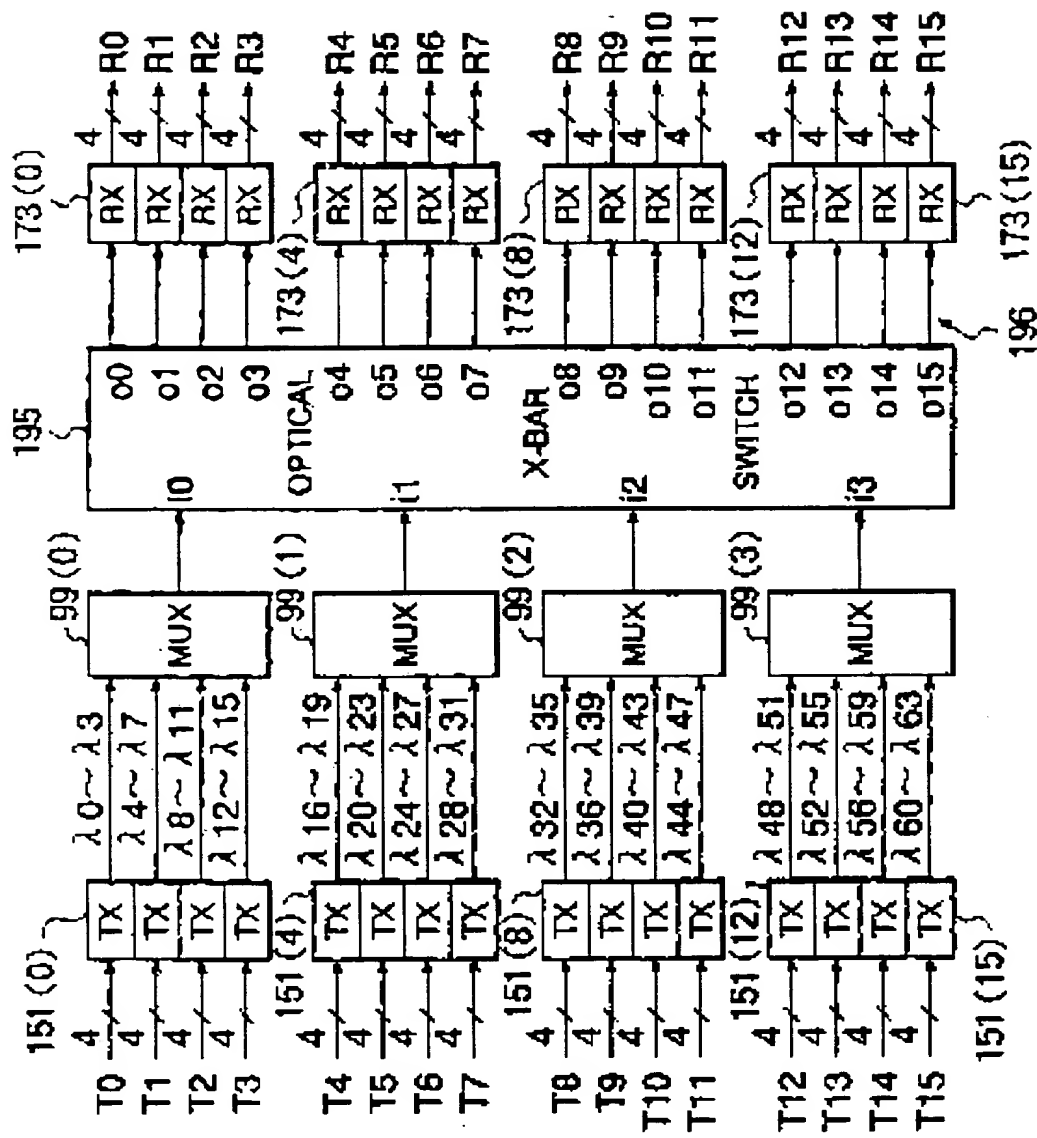 T0
T1
T2
T3
4
4
4
4
151(0)
TX
TX
TX
TX
λ0~λ3
λ4~λ7
λ8~λ11
λ12~λ15
99(0)
MUX
T4
T5
T6
T7
4
4
4
4
151(4)
TX
TX
TX
TX
λ16~λ19
λ20~λ23
λ24~λ27
λ28~λ31
99(1)
MUX
T8
T9
T10
T11
4
4
4
4
151(8)
TX
TX
TX
TX
λ32~λ35
λ36~λ39
λ40~λ43
λ44~λ47
99(2)
MUX
T12
T13
T14
T15
4
4
4
4
151(12)
TX
TX
TX
TX
151(15)
λ48~λ51
λ52~λ55
λ56~λ59
λ60~λ63
99(3)
MUX
195
i0
i1
i2
i3
OPTICAL
X-BAR
SWITCH
o0
o1
o2
o3
o4
o5
o6
o7
o8
o9
o10
o11
o12
o13
o14
o15
196
173(0)
RX
RX
RX
RX
4
4
4
4
R0
R1
R2
R3
173(4)
RX
RX
RX
RX
4
4
4
4
R4
R5
R6
R7
173(8)
RX
RX
RX
RX
4
4
4
4
R8
R9
R10
R11
173(12)
RX
RX
RX
RX
173(15)
4
4
4
4
R12
R13
R14
R15